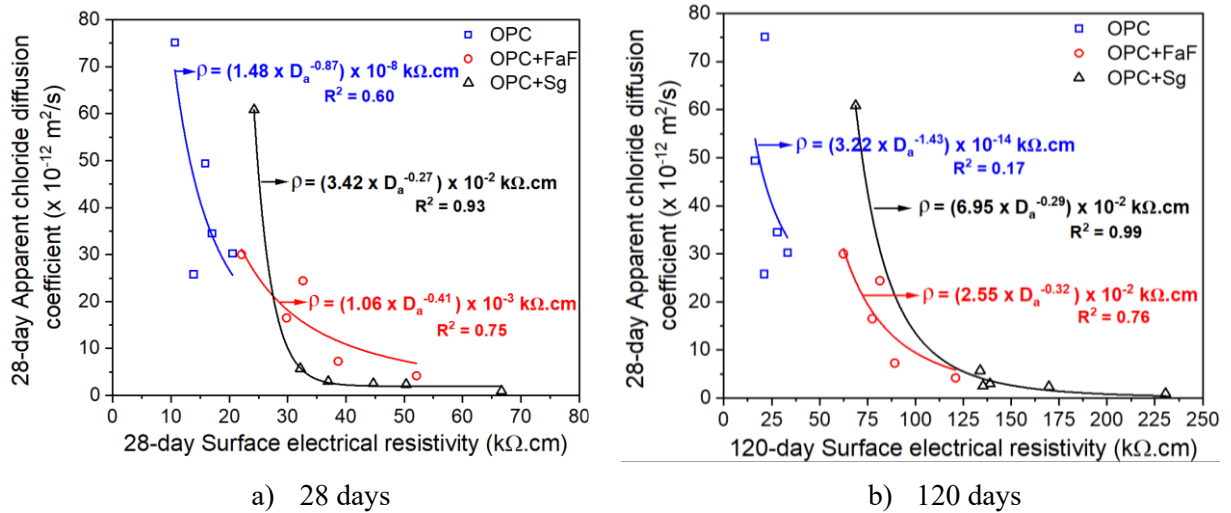 80
70
60
50
40
30
20
10
0
0 10 20 30 40 50 60 70 80
28-day Apparent chloride diffusion
coefficient (x 10⁻¹² m²/s)
28-day Surface electrical resistivity (kΩ.cm)
OPC
OPC+FaF
OPC+Sg
ρ = (1.48 x Dₐ^-0.87) x 10⁻⁸ kΩ.cm
R² = 0.60
ρ = (3.42 x Dₐ^-0.27) x 10⁻² kΩ.cm
R² = 0.93
ρ = (1.06 x Dₐ^-0.41) x 10⁻³ kΩ.cm
R² = 0.75
a) 28 days
80
70
60
50
40
30
20
10
0
0 25 50 75 100 125 150 175 200 225 250
28-day Apparent chloride diffusion
coefficient (x 10⁻¹² m²/s)
120-day Surface electrical resistivity (kΩ.cm)
OPC
OPC+FaF
OPC+Sg
ρ = (3.22 x Dₐ^-1.43) x 10⁻¹⁴ kΩ.cm
R² = 0.17
ρ = (6.95 x Dₐ^-0.29) x 10⁻² kΩ.cm
R² = 0.99
ρ = (2.55 x Dₐ^-0.32) x 10⁻² kΩ.cm
R² = 0.76
b) 120 days